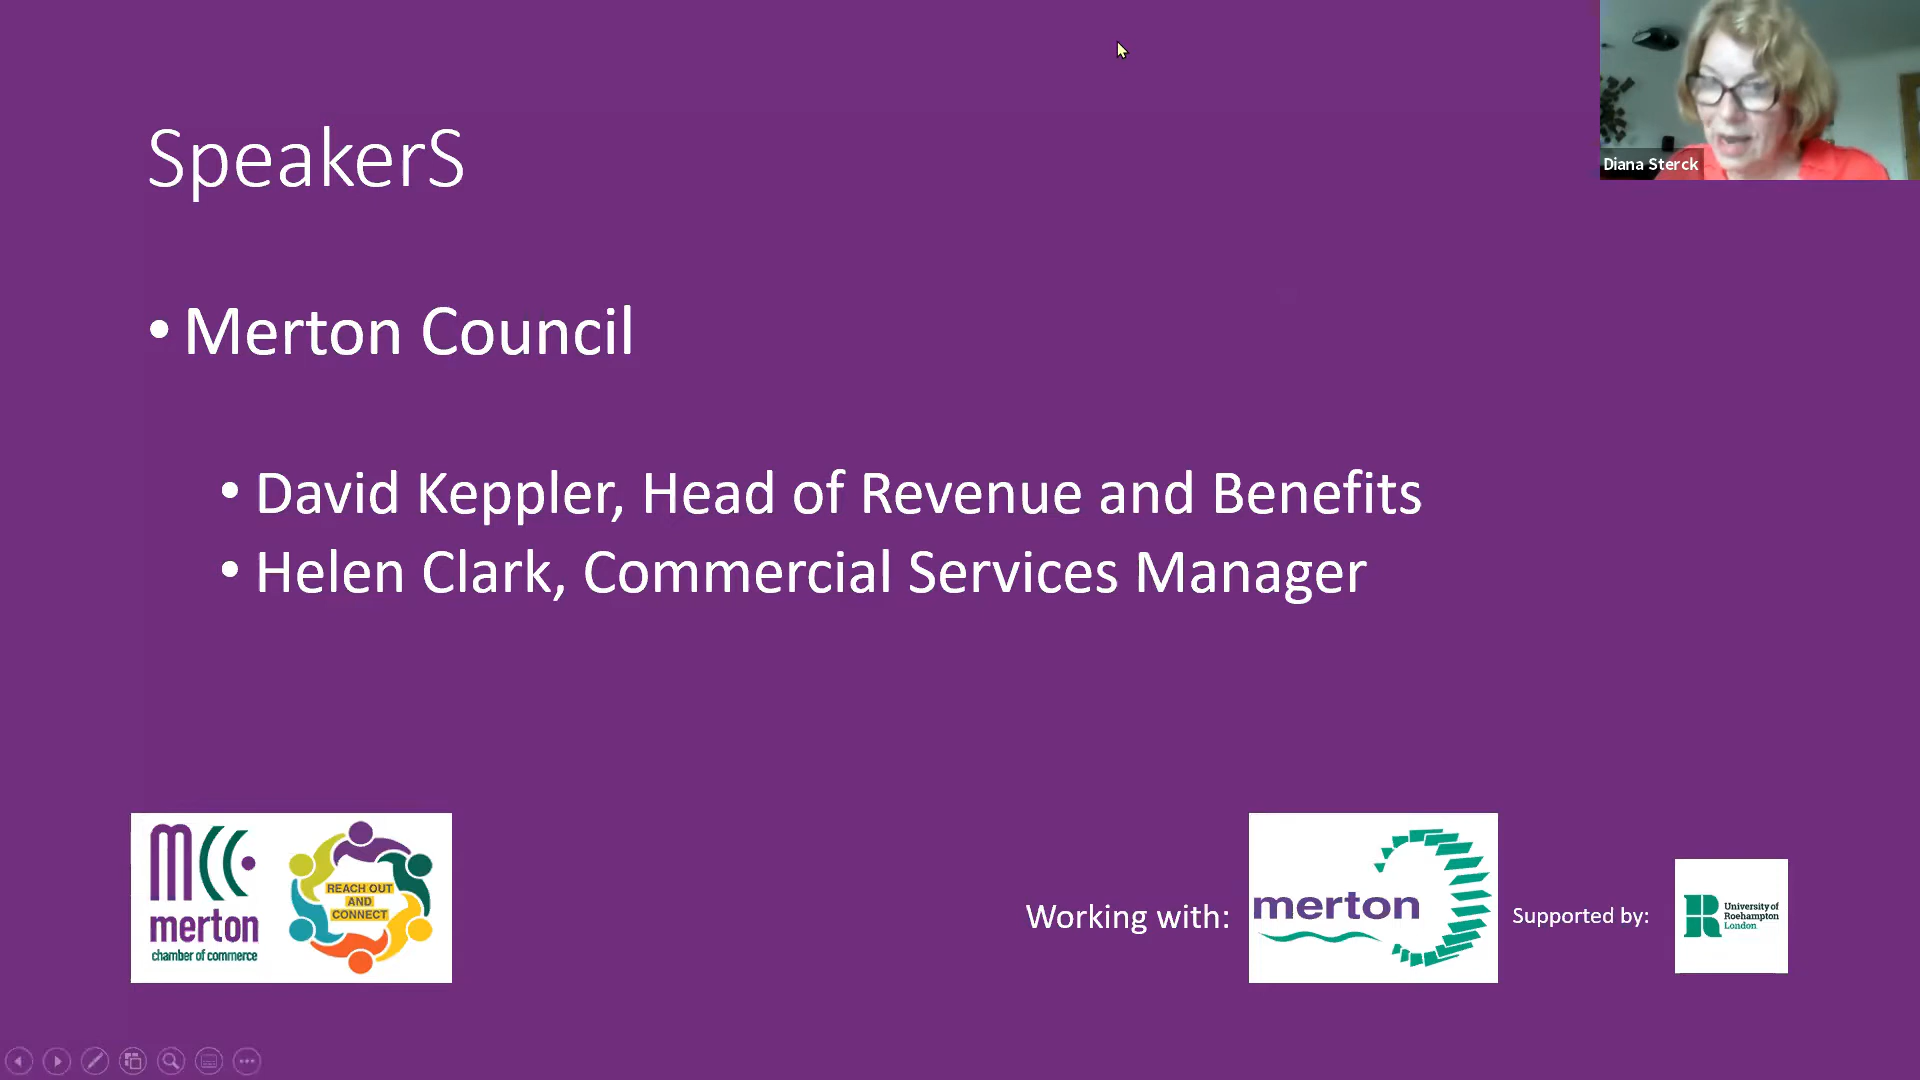 SpeakerS
Diana Sterck
• Merton Council
• David Keppler, Head of Revenue and Benefits
• Helen Clark, Commercial Services Manager
mcc
merton
chamber of commerce
REACH OUT
AND
CONNECT
Working with:
merton
Supported by:
R
University of
Roehampton
London